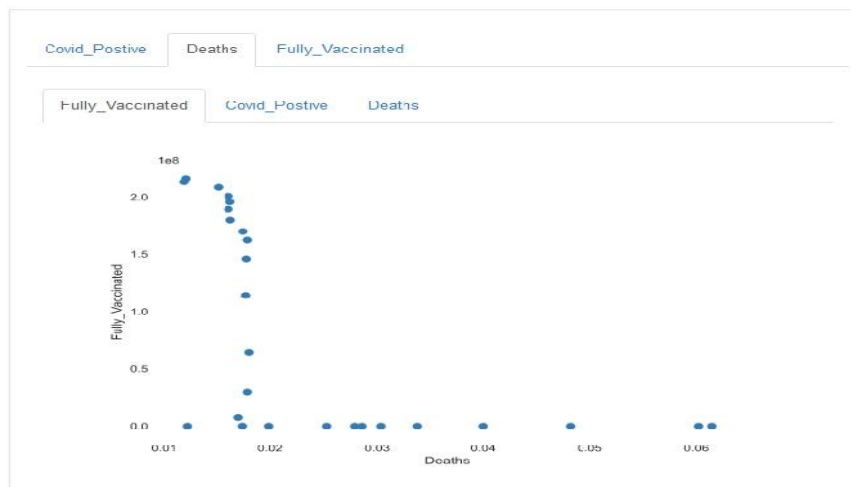 Covid_Postive Deaths Fully_Vaccinated
Fully_Vaccinated Covid_Postive Deaths
1e8
2.0
1.5
1.0
0.5
0.0
Fully_Vaccinated
0.01 0.02 0.03 0.04 0.05 0.06
Deaths